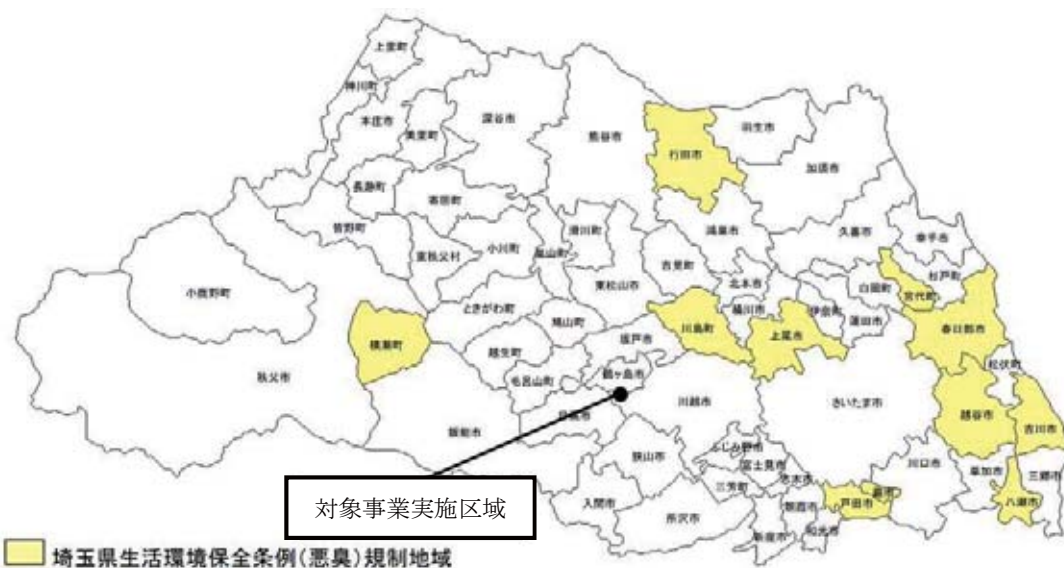 上里町
神川町
本庄市
美里町
深谷市
熊谷市
行田市
羽生市
加須市
長瀞町
寄居町
皆野町
東秩父村
小川町
嵐山町
滑川町
鴻巣市
久喜市
幸手市
小鹿野町
ときがわ町
東松山市
吉見町
北本市
白岡町
杉戸町
宮代町
横瀬町
鳩山町
川島町
桶川市
伊奈町
蓮田市
春日部市
秩父市
越生町
坂戸市
上尾市
松伏町
毛呂山町
鶴ヶ島市
川越市
さいたま市
越谷市
吉川市
飯能市
日高市
狭山市
ふじみ野市
富士見市
志木市
川口市
草加市
三郷市
入間市
三芳町
所沢市
朝霞市
戸田市
蕨市
八潮市
新座市
和光市
対象事業実施区域
埼玉県生活環境保全条例(悪臭)規制地域